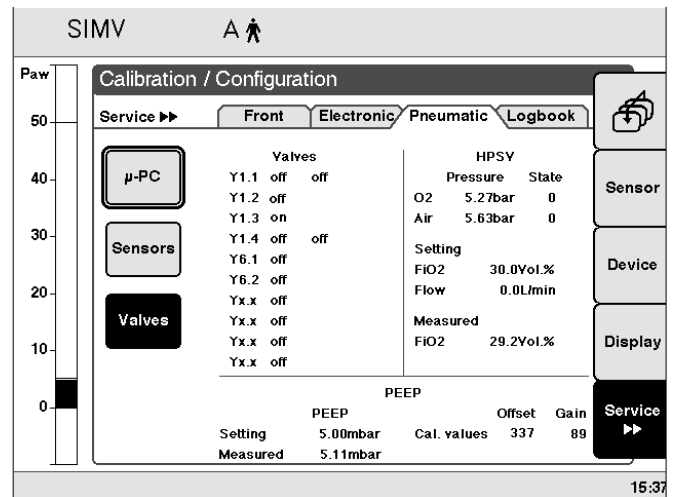 SIMV A
Paw
50
40
30
20
10
0
Calibration / Configuration
Service ▶▶ Front Electronic Pneumatic Logbook
µ-PC
Sensors
Valves
Valves
Y1.1 off off
Y1.2 off
Y1.3 on
Y1.4 off off
Y6.1 off
Y6.2 off
Yx.x off
Yx.x off
Yx.x off
Yx.x off
HPSV
Pressure State
O2 5.27bar 0
Air 5.63bar 0
Setting
FiO2 30.0Vol.%
Flow 0.0L/min
Measured
FiO2 29.2Vol.%
PEEP
PEEP Offset Gain
Setting 5.00mbar Cal. values 337 89
Measured 5.11mbar
Sensor
Device
Display
Service
▶▶
15:37